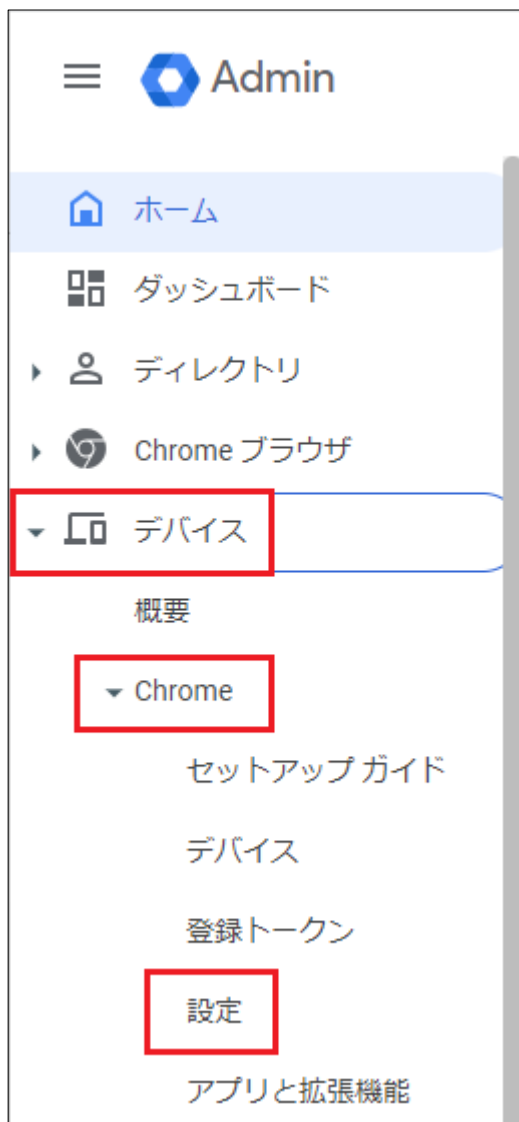 Admin
ホーム
ダッシュボード
ディレクトリ
Chrome ブラウザ
デバイス
概要
Chrome
セットアップ ガイド
デバイス
登録トークン
設定
アプリと拡張機能